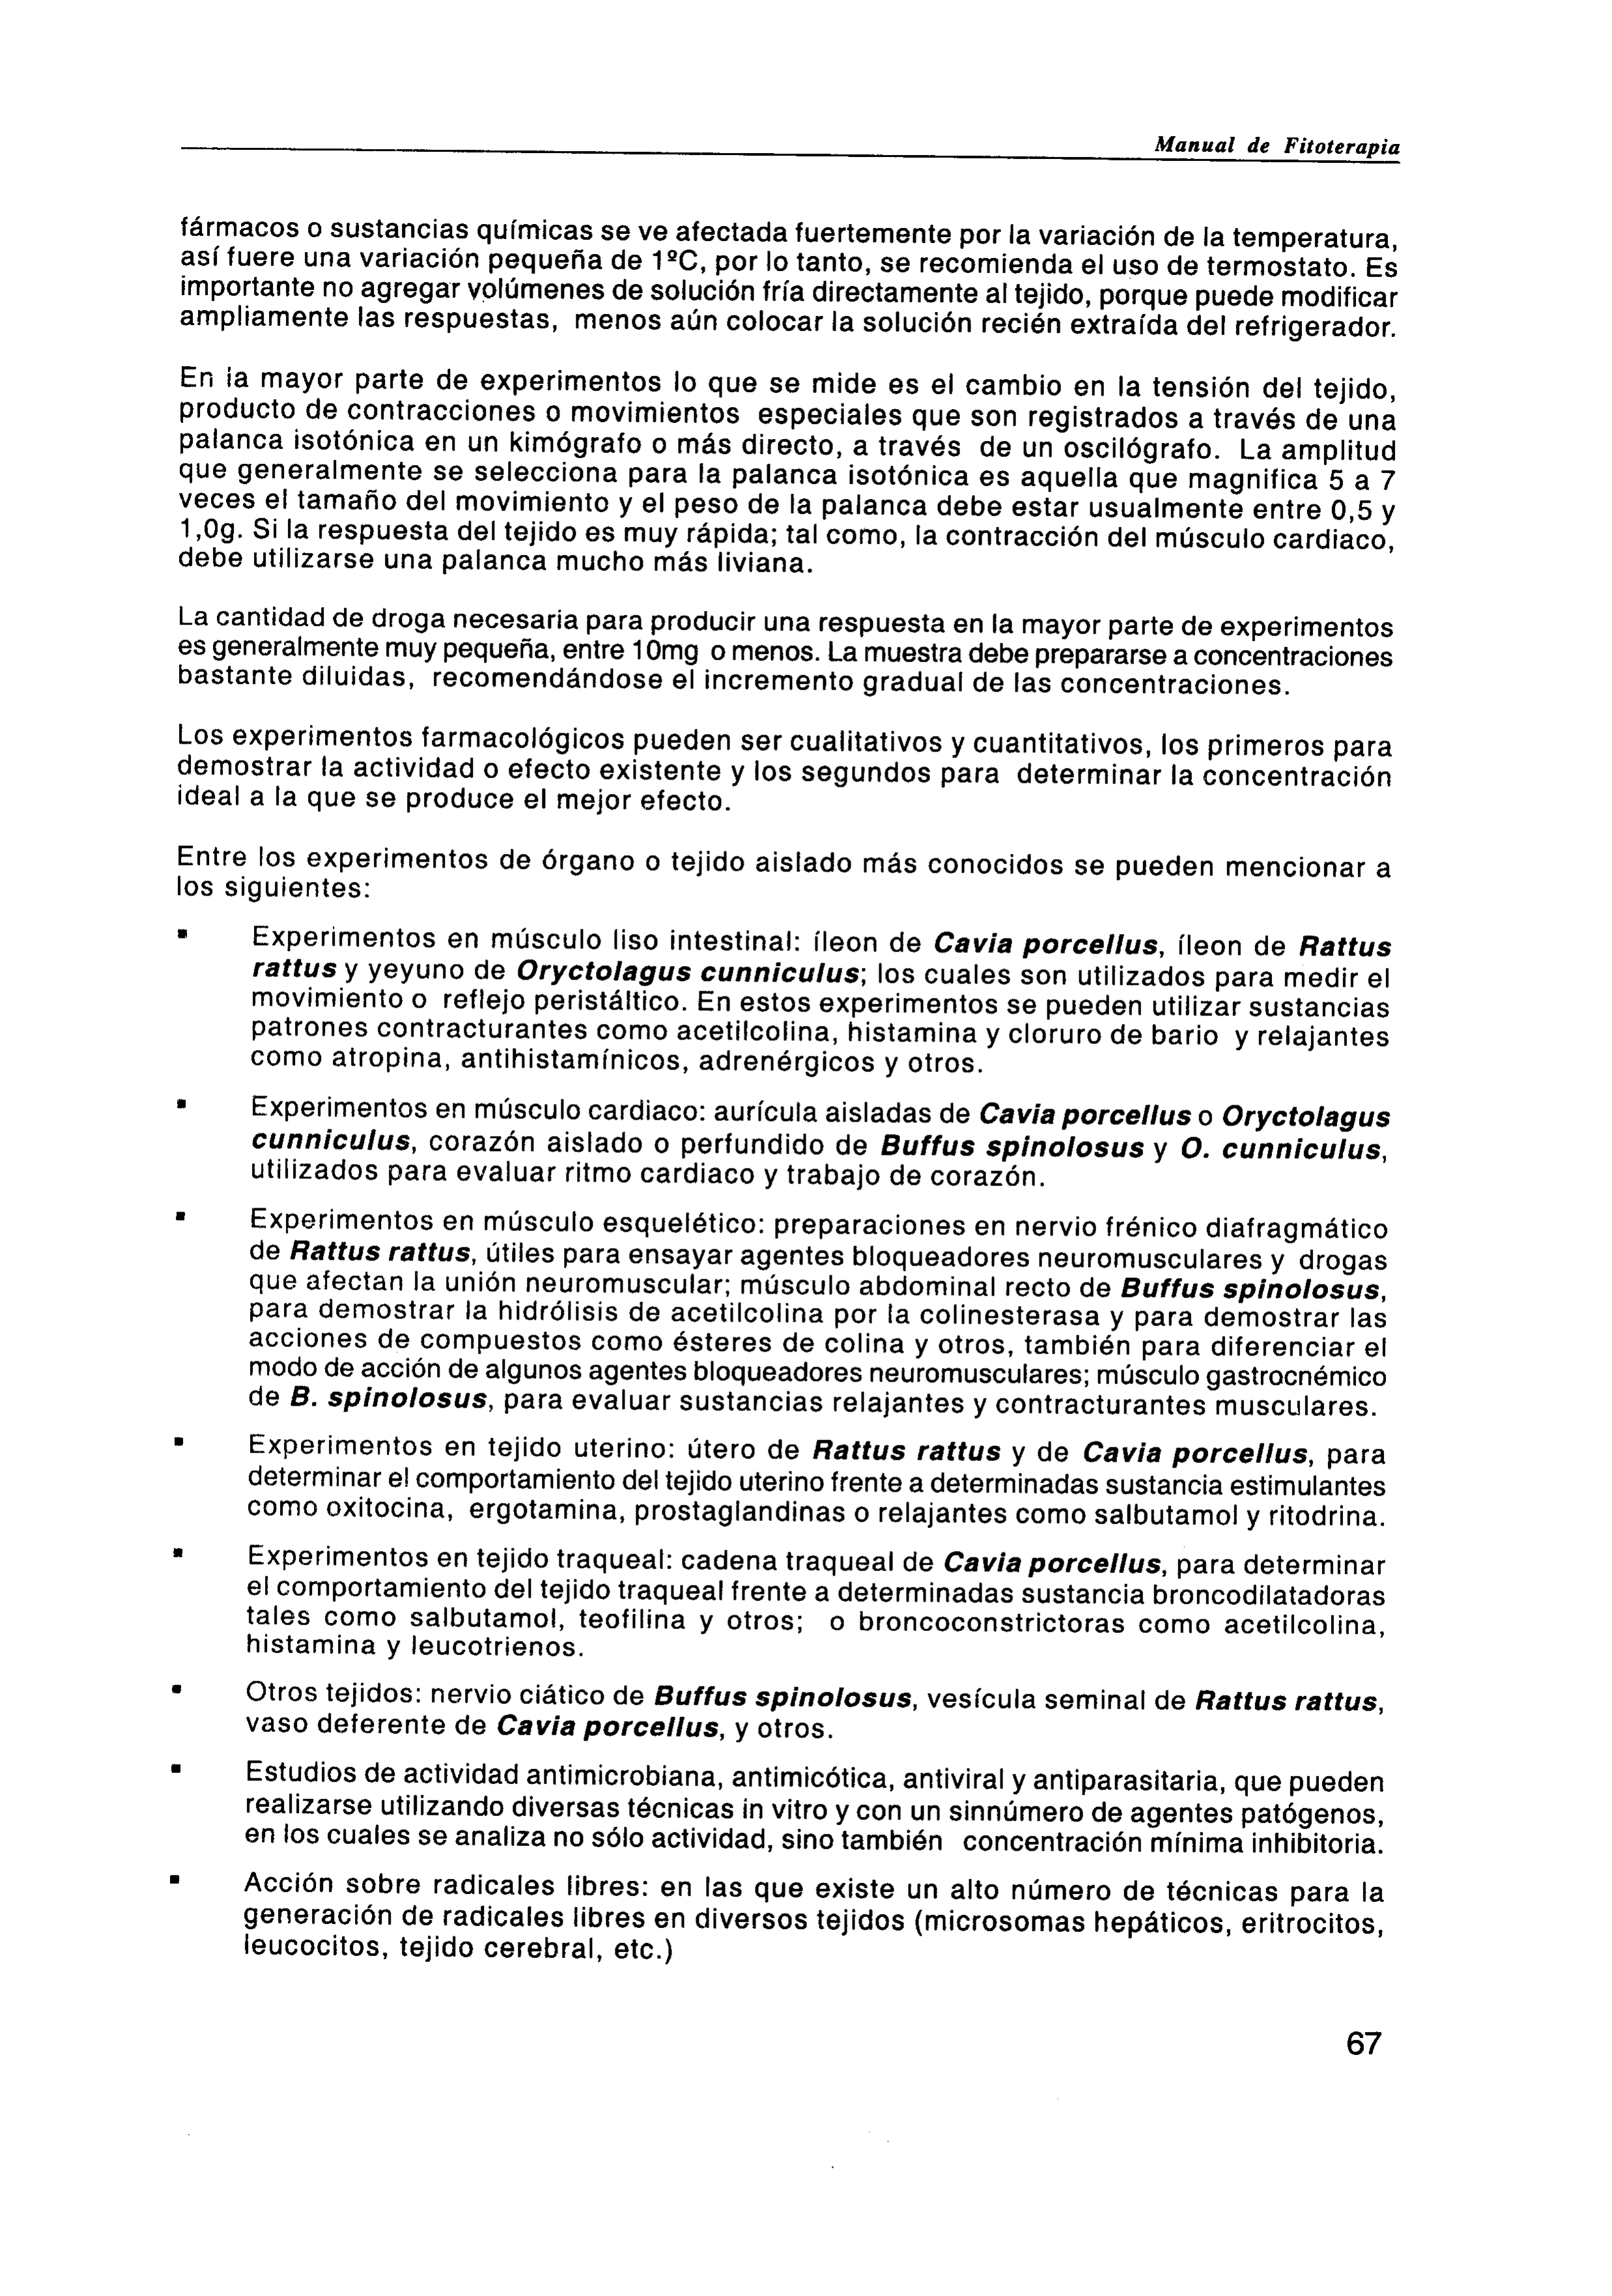 Manual de Fitoterapia
fármacos o sustancias químicas se ve afectada fuertemente por la variación de la temperatura,
así fuere una variación pequeña de 1ºC, por lo tanto, se recomienda el uso de termostato. Es
importante no agregar volúmenes de solución fría directamente al tejido, porque puede modificar
ampliamente las respuestas, menos aún colocar la solución recién extraída del refrigerador.
En la mayor parte de experimentos lo que se mide es el cambio en la tensión del tejido,
producto de contracciones o movimientos especiales que son registrados a través de una
palanca isotónica en un kimógrafo o más directo, a través de un oscilógrafo. La amplitud
que generalmente se selecciona para la palanca isotónica es aquella que magnifica 5 a 7
veces el tamaño del movimiento y el peso de la palanca debe estar usualmente entre 0,5 y
1,0g. Si la respuesta del tejido es muy rápida; tal como, la contracción del músculo cardiaco,
debe utilizarse una palanca mucho más liviana.
La cantidad de droga necesaria para producir una respuesta en la mayor parte de experimentos
es generalmente muy pequeña, entre 10mg o menos. La muestra debe prepararse a concentraciones
bastante diluidas, recomendándose el incremento gradual de las concentraciones.
Los experimentos farmacológicos pueden ser cualitativos y cuantitativos, los primeros para
demostrar la actividad o efecto existente y los segundos para determinar la concentración
ideal a la que se produce el mejor efecto.
Entre los experimentos de órgano o tejido aislado más conocidos se pueden mencionar a
los siguientes:
▪ Experimentos en músculo liso intestinal: íleon de Cavia porcellus, íleon de Rattus
rattus y yeyuno de Oryctolagus cunniculus; los cuales son utilizados para medir el
movimiento o reflejo peristáltico. En estos experimentos se pueden utilizar sustancias
patrones contracturantes como acetilcolina, histamina y cloruro de bario y relajantes
como atropina, antihistamínicos, adrenérgicos y otros.
▪ Experimentos en músculo cardiaco: aurícula aisladas de Cavia porcellus o Oryctolagus
cunniculus, corazón aislado o perfundido de Buffus spinolosus y O. cunniculus,
utilizados para evaluar ritmo cardiaco y trabajo de corazón.
▪ Experimentos en músculo esquelético: preparaciones en nervio frénico diafragmático
de Rattus rattus, útiles para ensayar agentes bloqueadores neuromusculares y drogas
que afectan la unión neuromuscular; músculo abdominal recto de Buffus spinolosus,
para demostrar la hidrólisis de acetilcolina por la colinesterasa y para demostrar las
acciones de compuestos como ésteres de colina y otros, también para diferenciar el
modo de acción de algunos agentes bloqueadores neuromusculares; músculo gastrocnémico
de B. spinolosus, para evaluar sustancias relajantes y contracturantes musculares.
▪ Experimentos en tejido uterino: útero de Rattus rattus y de Cavia porcellus, para
determinar el comportamiento del tejido uterino frente a determinadas sustancia estimulantes
como oxitocina, ergotamina, prostaglandinas o relajantes como salbutamol y ritodrina.
▪ Experimentos en tejido traqueal: cadena traqueal de Cavia porcellus, para determinar
el comportamiento del tejido traqueal frente a determinadas sustancia broncodilatadoras
tales como salbutamol, teofilina y otros; o broncoconstrictoras como acetilcolina,
histamina y leucotrienos.
▪ Otros tejidos: nervio ciático de Buffus spinolosus, vesícula seminal de Rattus rattus,
vaso deferente de Cavia porcellus, y otros.
▪ Estudios de actividad antimicrobiana, antimicótica, antiviral y antiparasitaria, que pueden
realizarse utilizando diversas técnicas in vitro y con un sinnúmero de agentes patógenos,
en los cuales se analiza no sólo actividad, sino también concentración mínima inhibitoria.
▪ Acción sobre radicales libres: en las que existe un alto número de técnicas para la
generación de radicales libres en diversos tejidos (microsomas hepáticos, eritrocitos,
leucocitos, tejido cerebral, etc.)
67